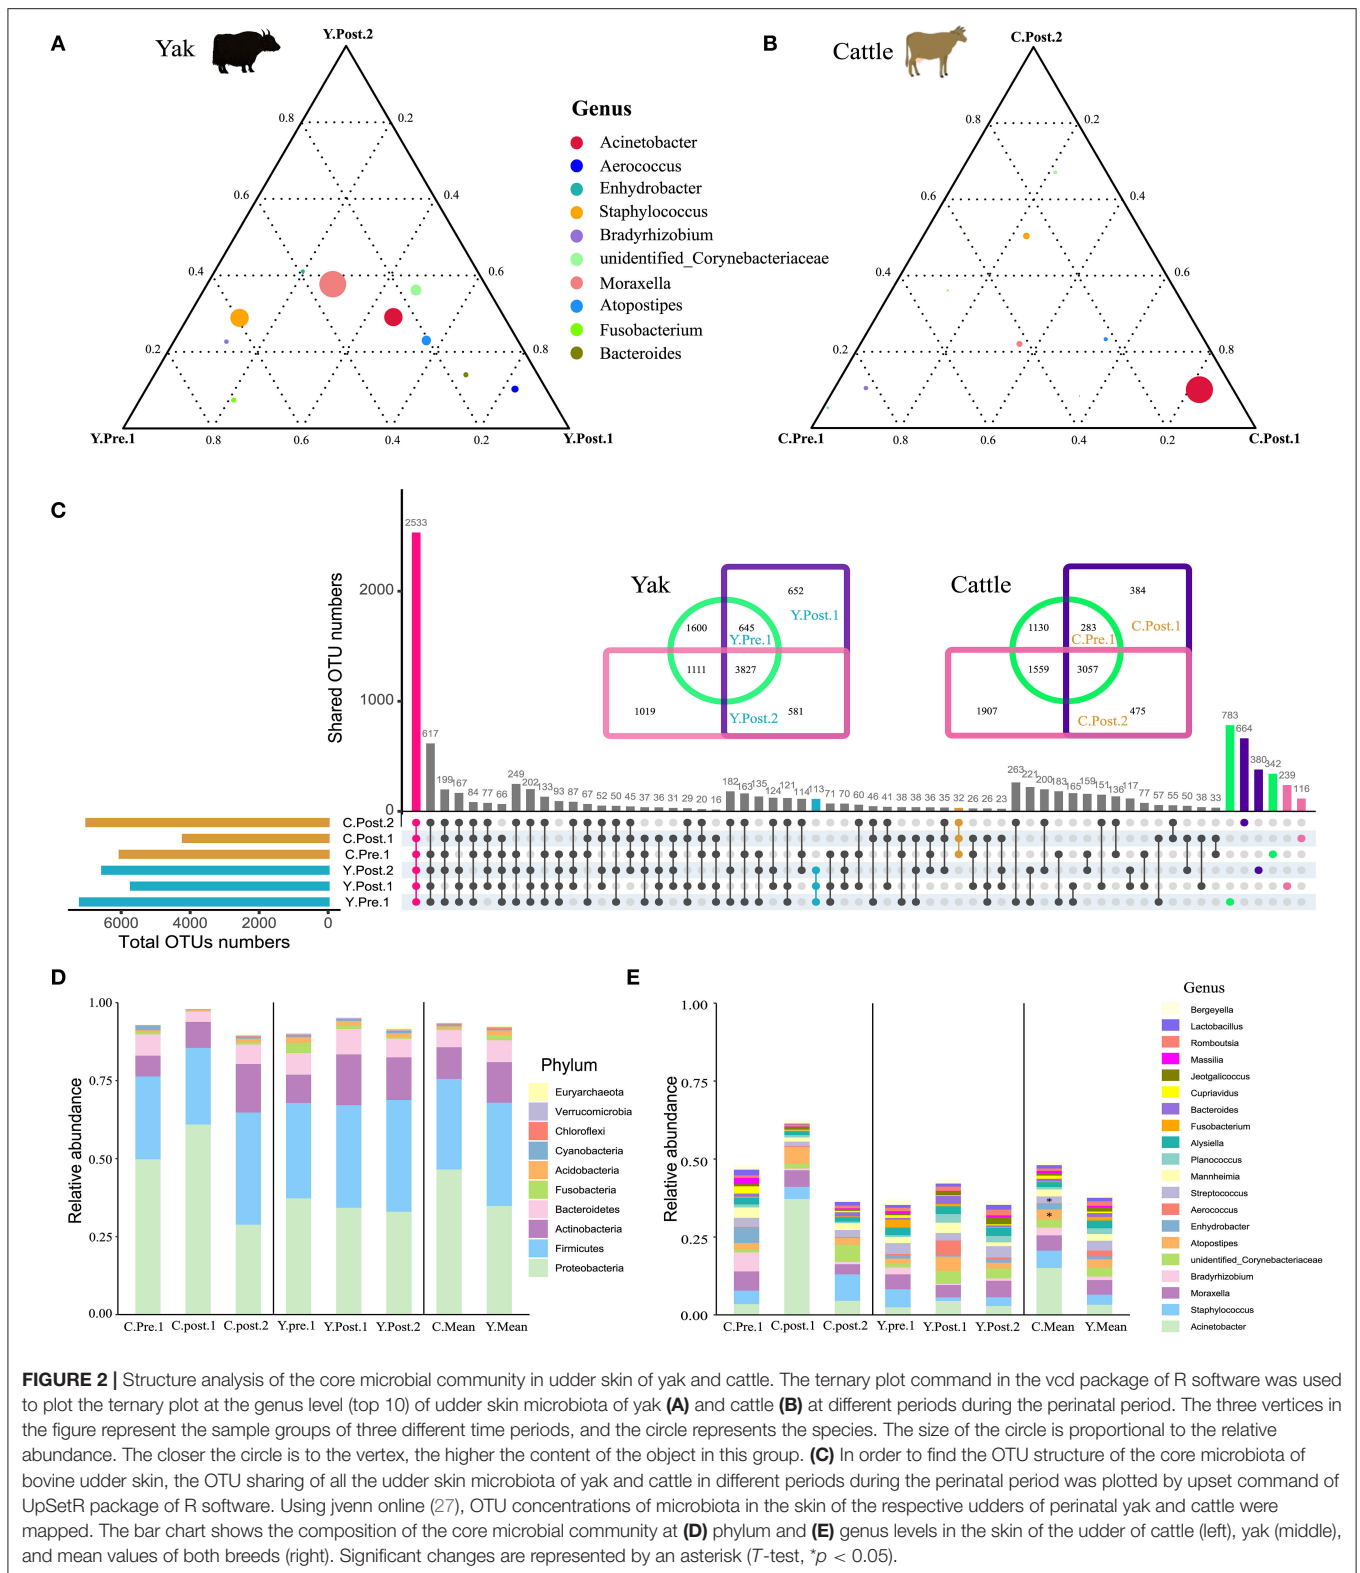 A
Yak
Y.Post.2
0.8
0.2
0.6
0.4
0.4
0.6
0.2
0.8
Y.Pre.1
0.8
0.6
0.4
0.2
Y.Post.1
Genus
Acinetobacter
Aerococcus
Enhydrobacter
Staphylococcus
Bradyrhizobium
unidentified_Corynebacteriaceae
Moraxella
Atopostipes
Fusobacterium
Bacteroides
B
Cattle
C.Post.2
0.8
0.2
0.6
0.4
0.4
0.6
0.2
0.8
C.Pre.1
0.8
0.6
0.4
0.2
C.Post.1
C
Shared OTU numbers
2000
1000
0
2533
617
199
167
84
77
66
249
202
133
93
87
67
52
50
45
37
36
31
29
20
16
182
163
135
124
121
114
113
71
70
60
46
41
38
38
36
35
32
26
26
23
263
221
200
183
165
159
151
136
117
77
57
55
50
38
33
783
664
380
342
239
116
Yak
652
Y.Post.1
1600
645
Y.Pre.1
1111
3827
1019
Y.Post.2
581
Cattle
384
C.Post.1
1130
283
C.Pre.1
1559
3057
1907
C.Post.2
475
C.Post.2
C.Post.1
C.Pre.1
Y.Post.2
Y.Post.1
Y.Pre.1
6000
4000
2000
0
Total OTUs numbers
D
Relative abundance
1.00
0.75
0.50
0.25
0.00
C.Pre.1
C.post.1
C.post.2
Y.pre.1
Y.Post.1
Y.Post.2
C.Mean
Y.Mean
Phylum
Euryarchaeota
Verrucomicrobia
Chloroflexi
Cyanobacteria
Acidobacteria
Fusobacteria
Bacteroidetes
Actinobacteria
Firmicutes
Proteobacteria
E
Relative abundance
1.00
0.75
0.50
0.25
0.00
*
*
C.Pre.1
C.post.1
C.post.2
Y.pre.1
Y.Post.1
Y.Post.2
C.Mean
Y.Mean
Genus
Bergeyella
Lactobacillus
Romboutsia
Massilia
Jeotgalicoccus
Cupriavidus
Bacteroides
Fusobacterium
Alysiella
Planococcus
Mannheimia
Streptococcus
Aerococcus
Enhydrobacter
Atopostipes
unidentified_Corynebacteriaceae
Bradyrhizobium
Moraxella
Staphylococcus
Acinetobacter
FIGURE 2 | Structure analysis of the core microbial community in udder skin of yak and cattle. The ternary plot command in the vcd package of R software was used
to plot the ternary plot at the genus level (top 10) of udder skin microbiota of yak (A) and cattle (B) at different periods during the perinatal period. The three vertices in
the figure represent the sample groups of three different time periods, and the circle represents the species. The size of the circle is proportional to the relative
abundance. The closer the circle is to the vertex, the higher the content of the object in this group. (C) In order to find the OTU structure of the core microbiota of
bovine udder skin, the OTU sharing of all the udder skin microbiota of yak and cattle in different periods during the perinatal period was plotted by upset command of
UpSetR package of R software. Using jvenn online (27), OTU concentrations of microbiota in the skin of the respective udders of perinatal yak and cattle were
mapped. The bar chart shows the composition of the core microbial community at (D) phylum and (E) genus levels in the skin of the udder of cattle (left), yak (middle),
and mean values of both breeds (right). Significant changes are represented by an asterisk (T-test, *p < 0.05).